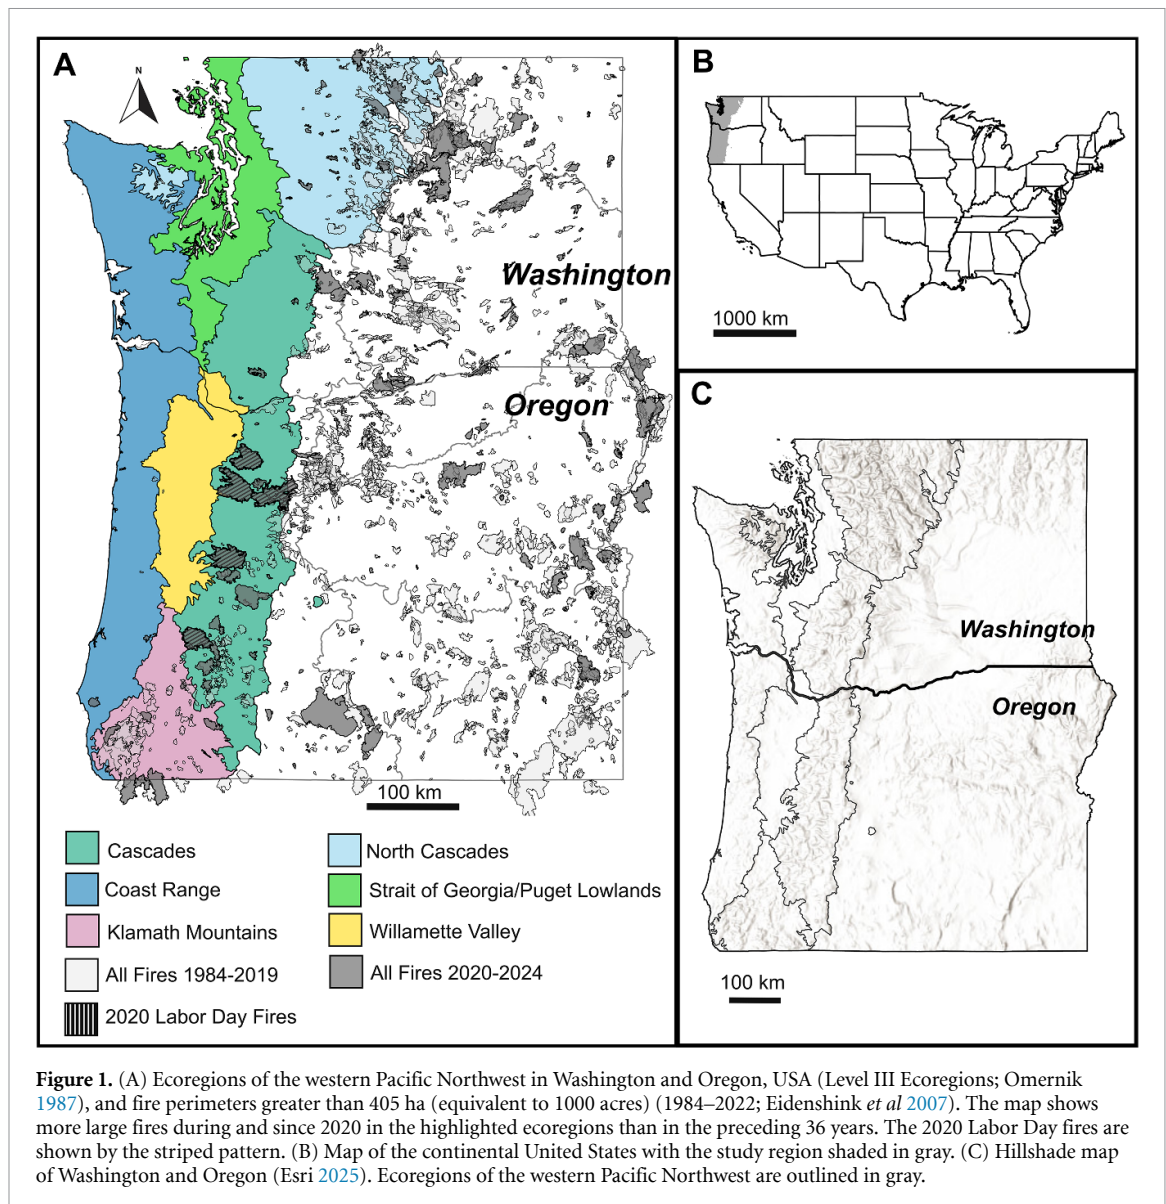 A
N
Washington
Oregon
100 km
Cascades
North Cascades
Coast Range
Strait of Georgia/Puget Lowlands
Klamath Mountains
Willamette Valley
All Fires 1984-2019
All Fires 2020-2024
2020 Labor Day Fires
B
1000 km
C
Washington
Oregon
100 km
Figure 1. (A) Ecoregions of the western Pacific Northwest in Washington and Oregon, USA (Level III Ecoregions; Omernik
1987), and fire perimeters greater than 405 ha (equivalent to 1000 acres) (1984–2022; Eidenshink et al 2007). The map shows
more large fires during and since 2020 in the highlighted ecoregions than in the preceding 36 years. The 2020 Labor Day fires are
shown by the striped pattern. (B) Map of the continental United States with the study region shaded in gray. (C) Hillshade map
of Washington and Oregon (Esri 2025). Ecoregions of the western Pacific Northwest are outlined in gray.